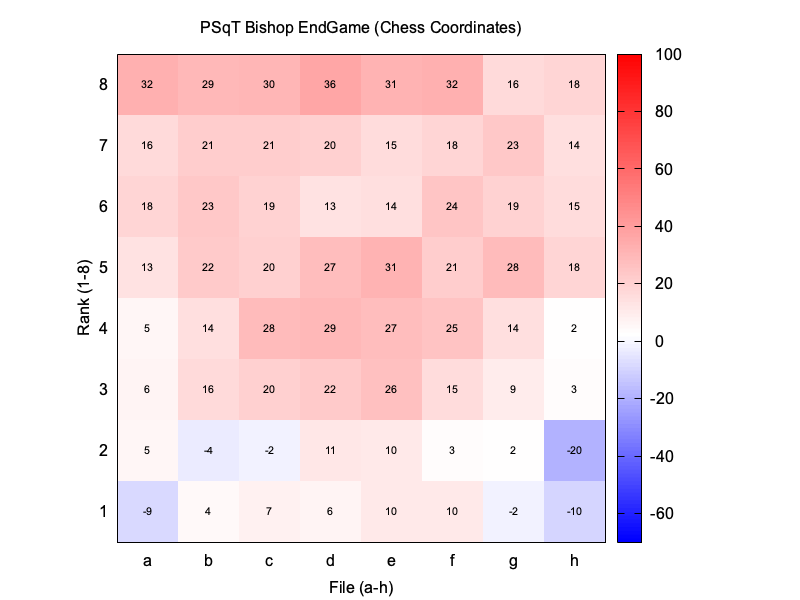 PSqT Bishop EndGame (Chess Coordinates)
100
8 32 29 30 36 31 32 16 18
80
7 16 21 21 20 15 18 23 14
60
6 18 23 19 13 14 24 19 15
40
5 13 22 20 27 31 21 28 18
20
Rank (1-8)
4 5 14 28 29 27 25 14 2
0
3 6 16 20 22 26 15 9 3
-20
2 5 -4 -2 11 10 3 2 -20
-40
1 -9 4 7 6 10 10 -2 -10
-60
a b c d e f g h
File (a-h)